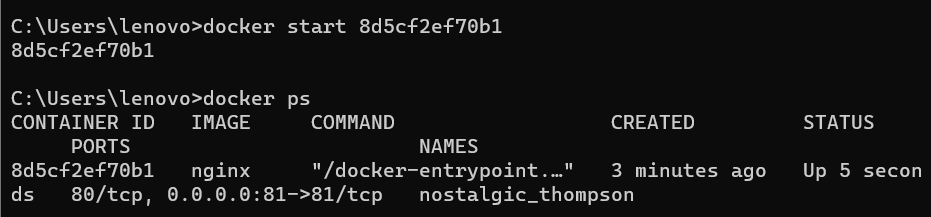 C:\Users\lenovo>docker start 8d5cf2ef70b1
8d5cf2ef70b1
C:\Users\lenovo>docker ps
CONTAINER ID   IMAGE     COMMAND                  CREATED         STATUS
     PORTS                        NAMES
8d5cf2ef70b1   nginx     "/docker-entrypoint.…"   3 minutes ago   Up 5 secon
ds   80/tcp, 0.0.0.0:81->81/tcp   nostalgic_thompson